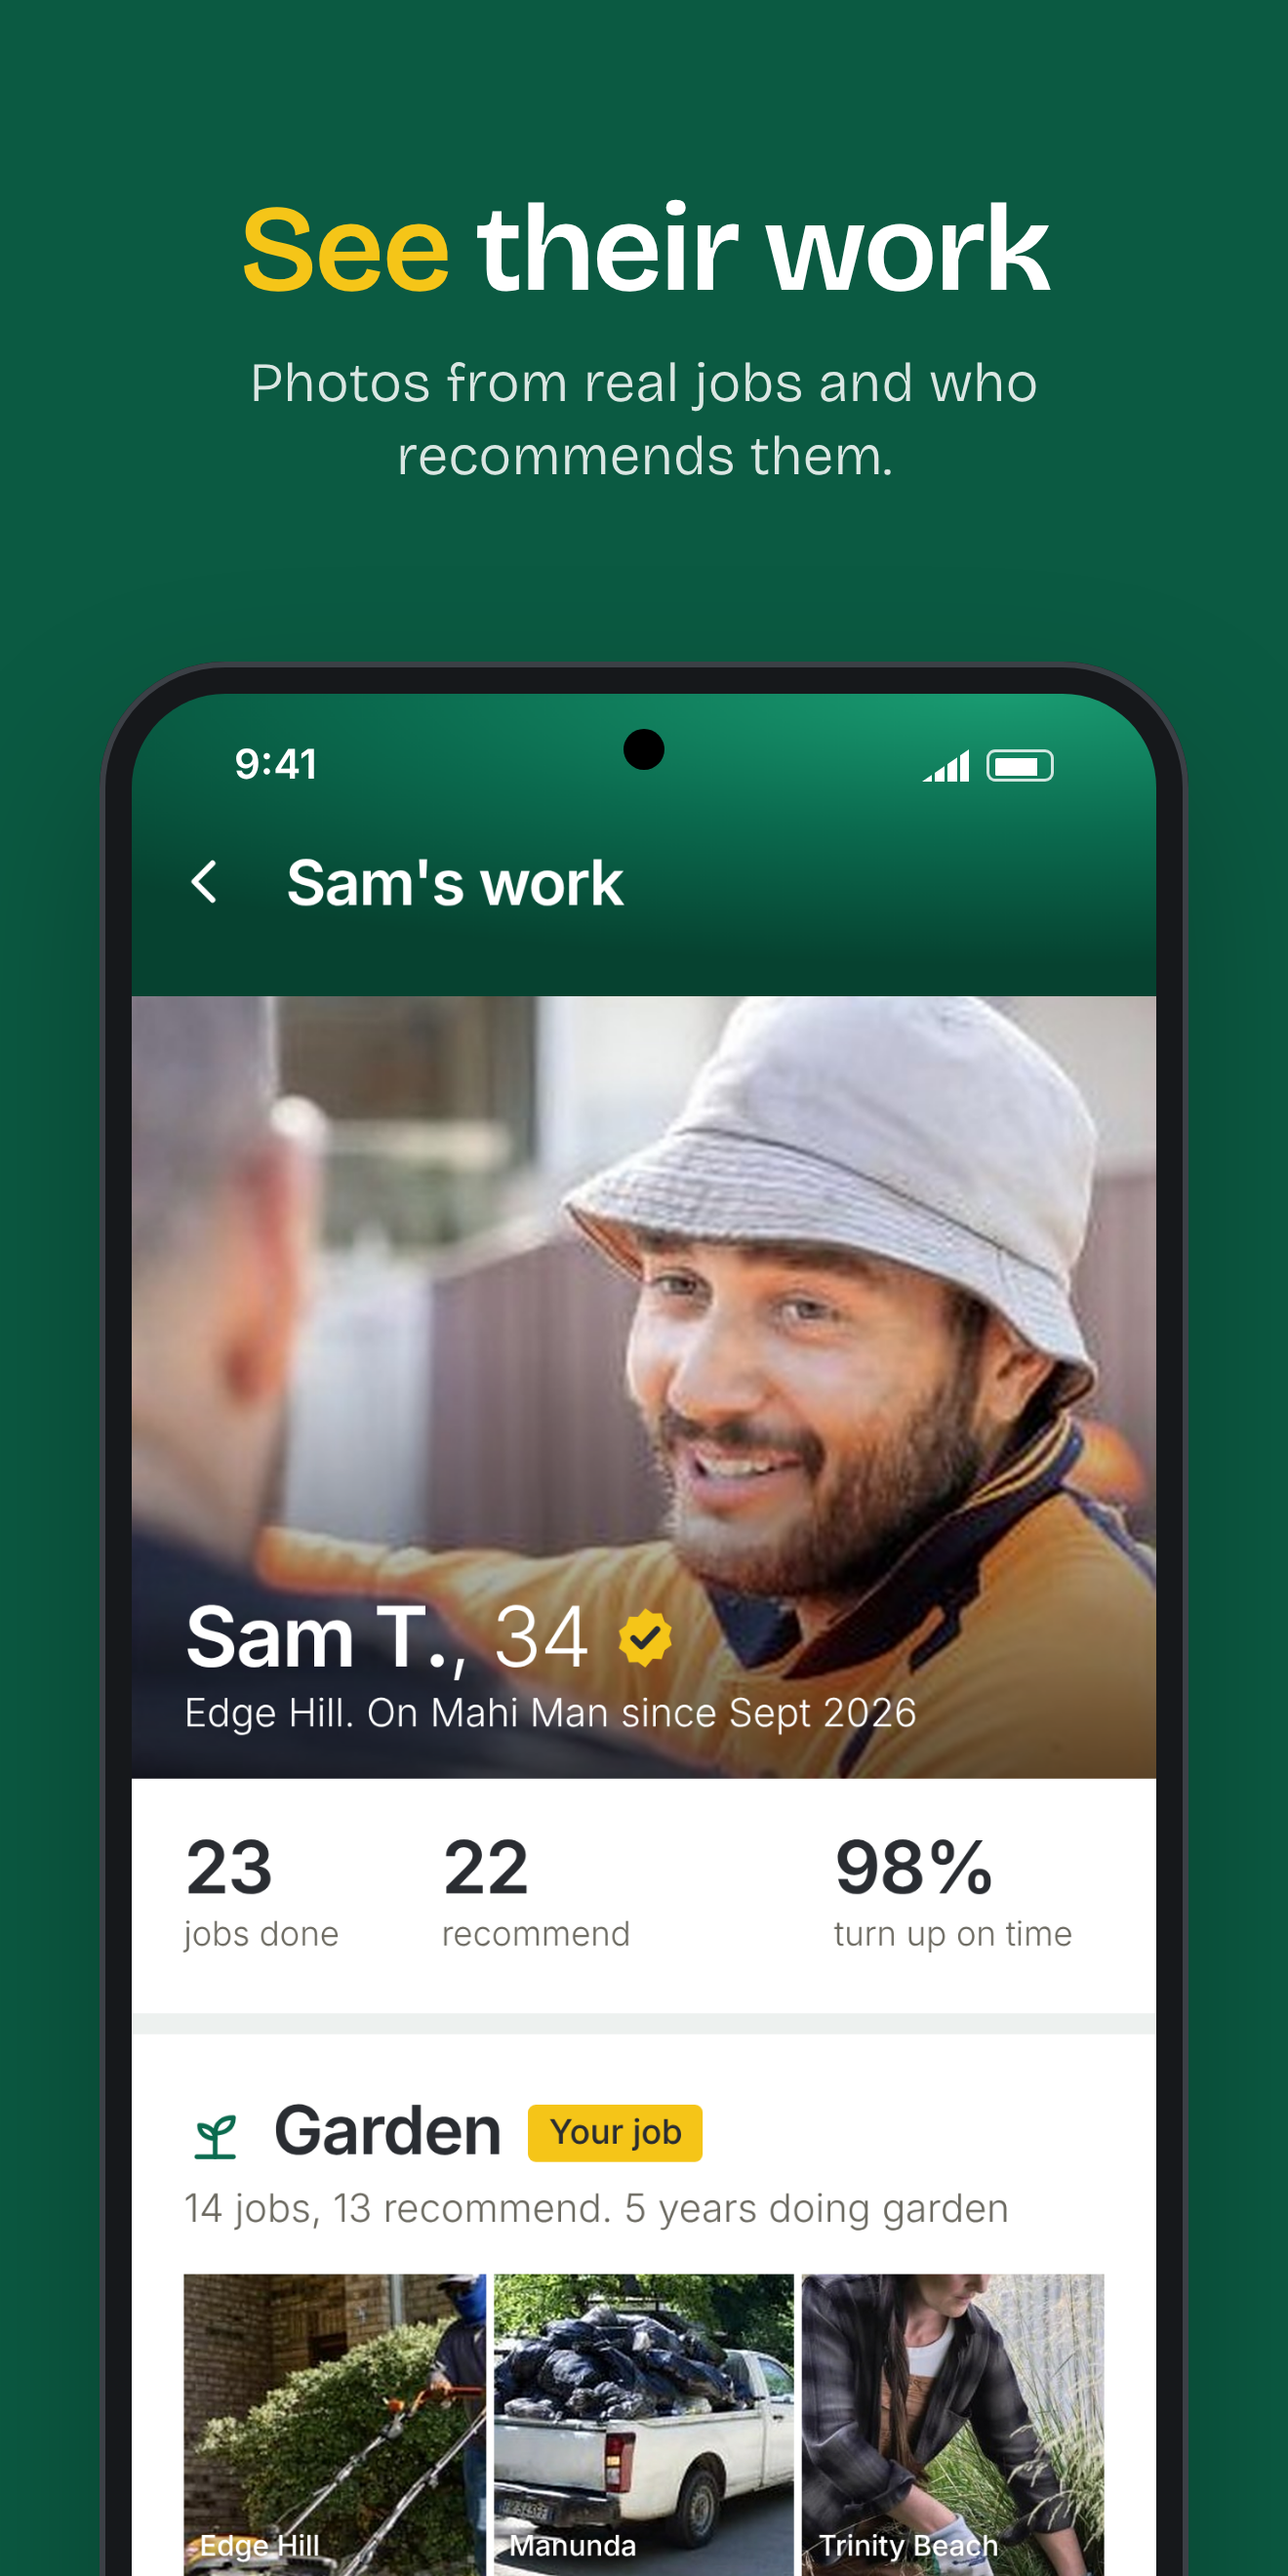 See their work
Photos from real jobs and who
recommends them.
9:41
Sam's work
Sam T., 34
Edge Hill. On Mahi Man since Sept 2026
23 22 98%
jobs done recommend turn up on time
Garden Your job
14 jobs, 13 recommend. 5 years doing garden
Edge Hill Manunda Trinity Beach